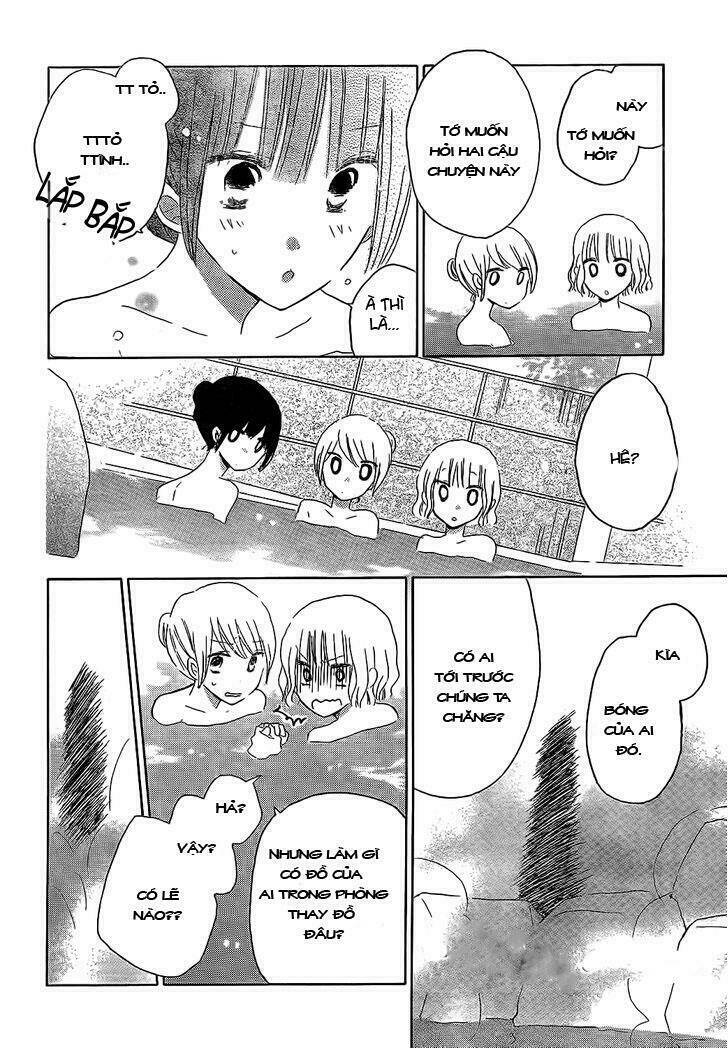 NÀY
TỚ MUỐN
HỎI?
TỚ MUỐN
HỎI HAI CẬU
CHUYỆN NÀY
À THÌ
LÀ...
TT TỎ..
TTTỎ
TTÌNH..
LẮP BẮP
HÊ?
KÌA
BÓNG
CỦA AI
ĐÓ.
CÓ AI
TỚI TRƯỚC
CHÚNG TA
CHĂNG?
NHƯNG LÀM GÌ
CÓ ĐỒ CỦA
AI TRONG PHÒNG
THAY ĐỒ
ĐÂU?
HẢ?
VẬY?
CÓ LẼ
NÀO??